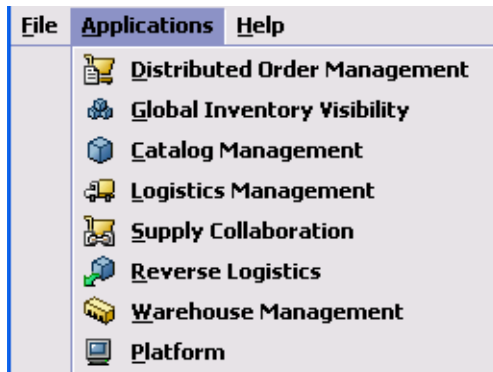 File Applications Help
Distributed Order Management
Global Inventory Visibility
Catalog Management
Logistics Management
Supply Collaboration
Reverse Logistics
Warehouse Management
Platform